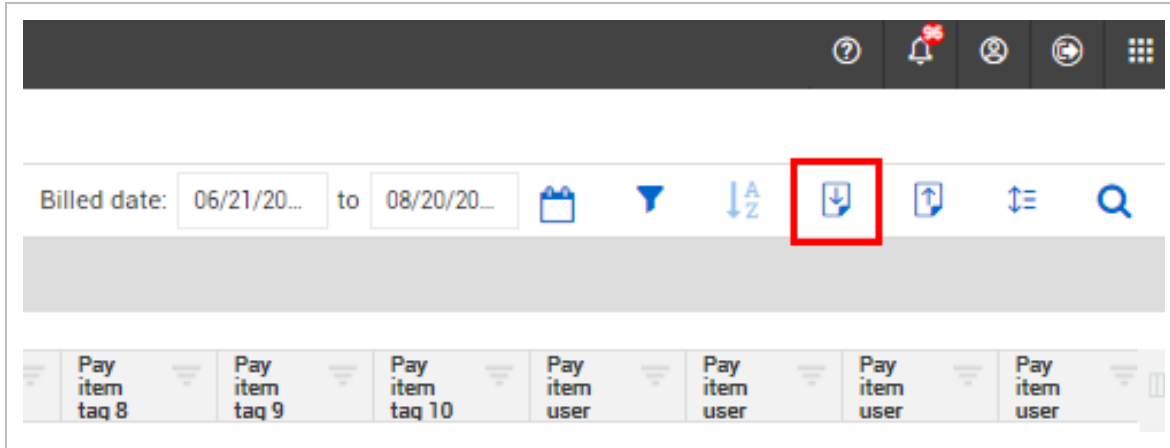 96
Billed date: 06/21/20... to 08/20/20... A Z
Pay item tag 8 Pay item tag 9 Pay item tag 10 Pay item user Pay item user Pay item user Pay item user